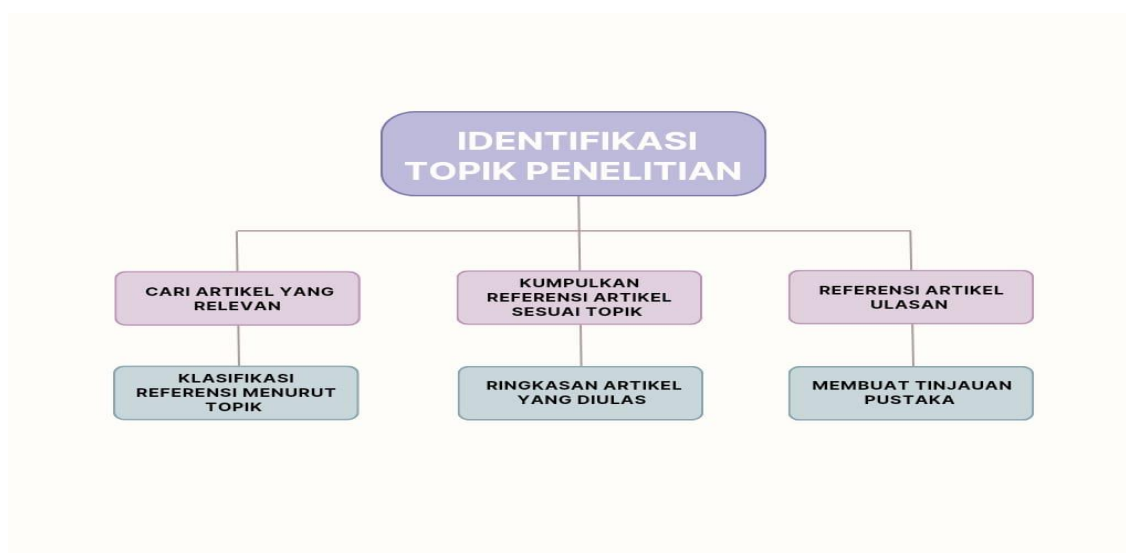 IDENTIFIKASI
TOPIK PENELITIAN
CARI ARTIKEL YANG
RELEVAN
KUMPULKAN
REFERENSI ARTIKEL
SESUAI TOPIK
REFERENSI ARTIKEL
ULASAN
KLASIFIKASI
REFERENSI MENURUT
TOPIK
RINGKASAN ARTIKEL
YANG DIULAS
MEMBUAT TINJAUAN
PUSTAKA